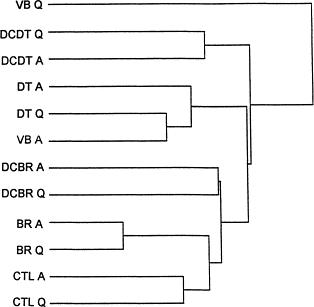 VB Q
DCDT Q
DCDT A
DT A
DT Q
VB A
DCBR A
DCBR Q
BR A
BR Q
CTL A
CTL Q